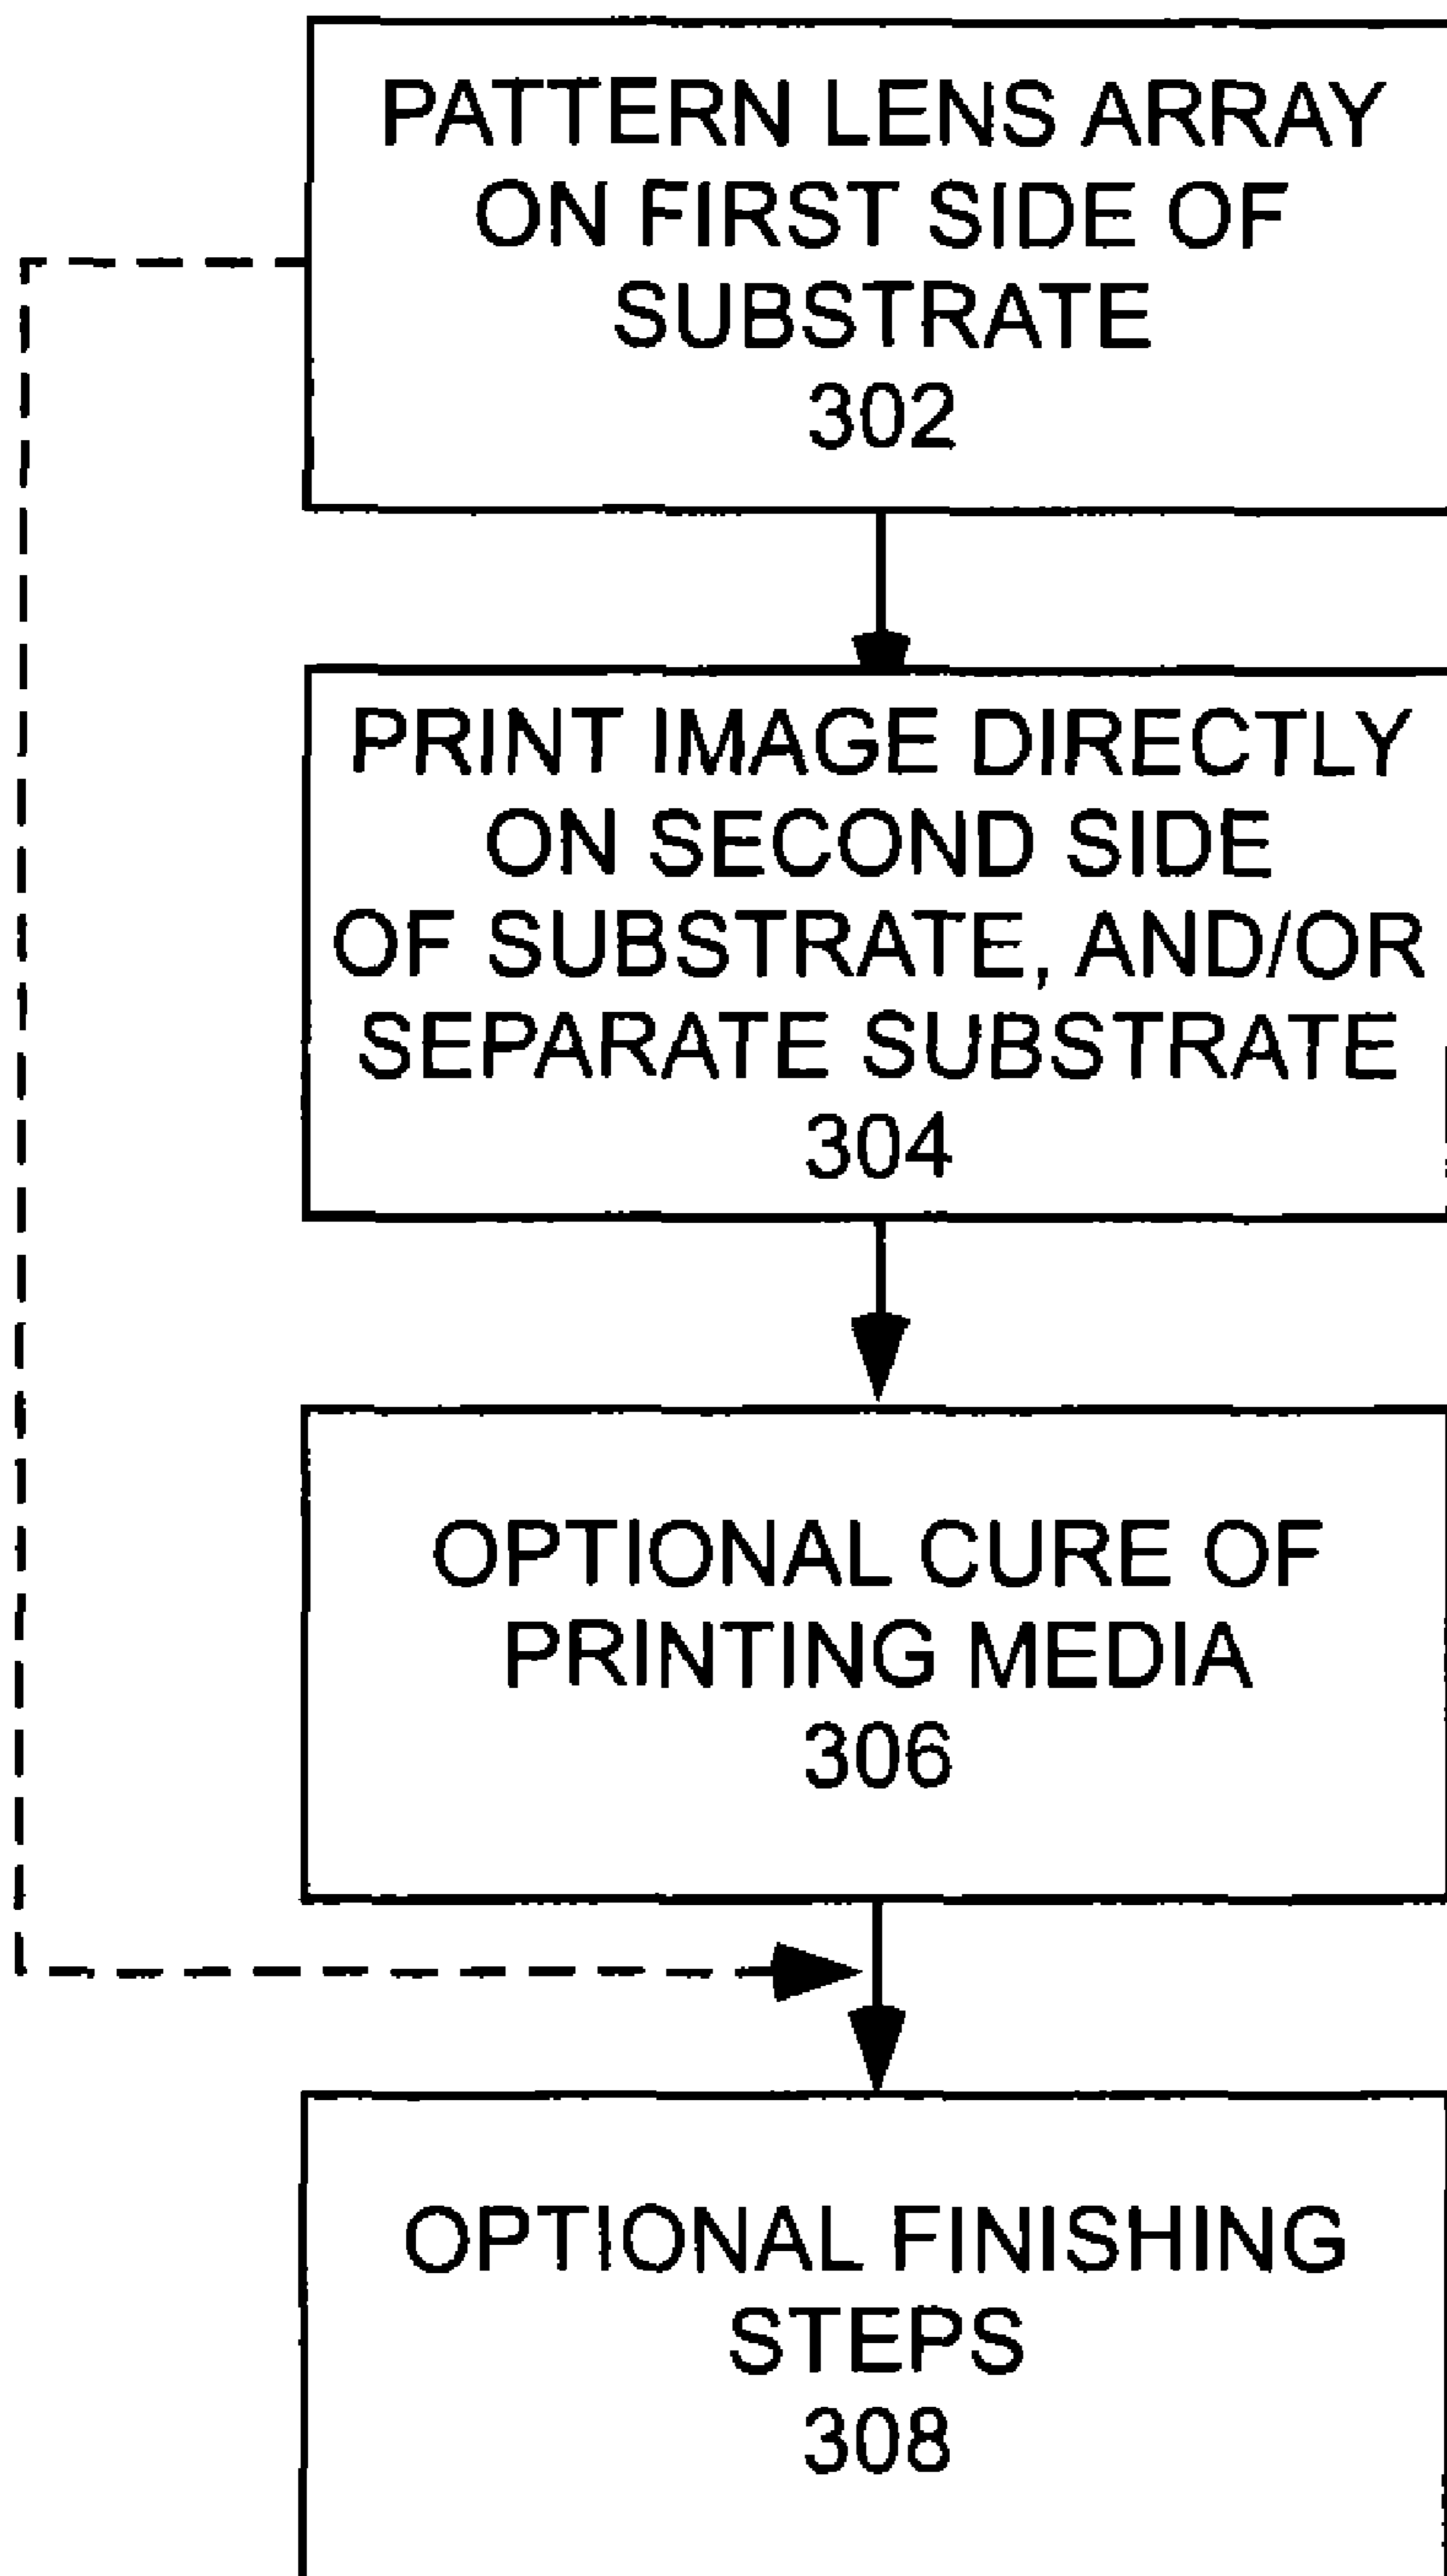 PATTERN LENS ARRAY
ON FIRST SIDE OF
SUBSTRATE
302
PRINT IMAGE DIRECTLY
ON SECOND SIDE
OF SUBSTRATE, AND/OR
SEPARATE SUBSTRATE
304
OPTIONAL CURE OF
PRINTING MEDIA
306
OPTIONAL FINISHING
STEPS
308